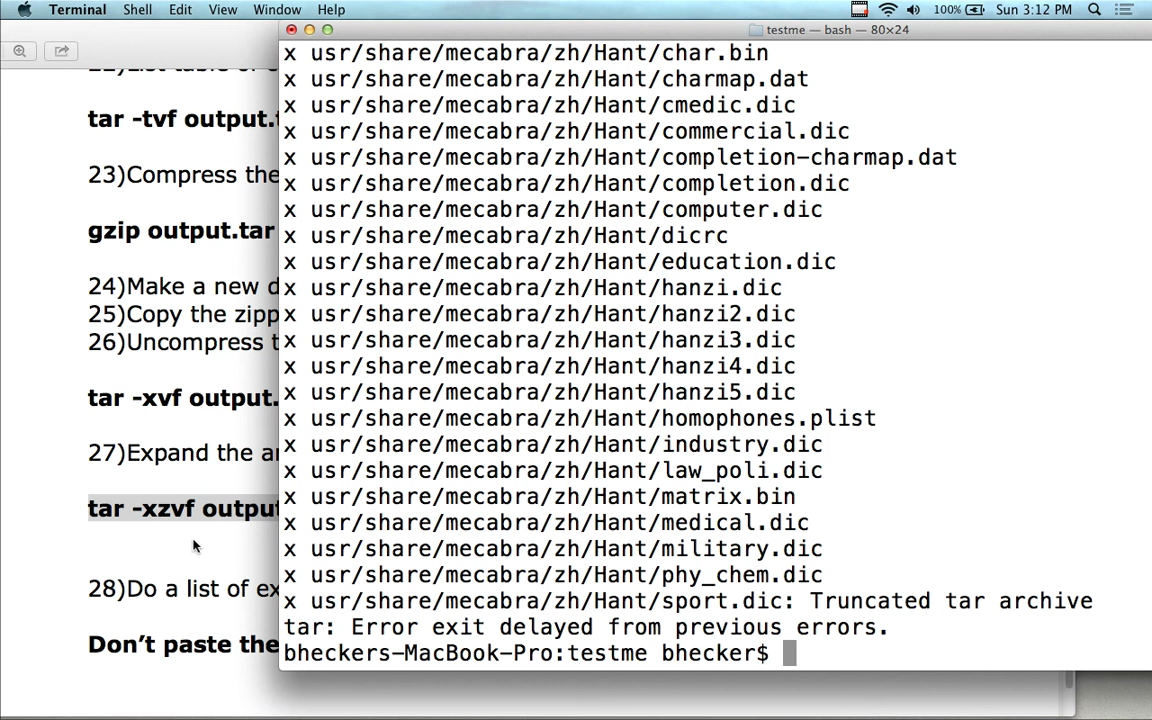 Terminal Shell Edit View Window Help 100% Sun 3:12 PM
testme — bash — 80×24
tar -tvf output.
23)Compress the
gzip output.tar
24)Make a new
25)Copy the zipp
26)Uncompress
tar -xvf output.
27)Expand the
tar -xzvf output
28)Do a list of ex
Don’t paste the
x usr/share/mecabra/zh/Hant/char.bin
x usr/share/mecabra/zh/Hant/charmap.dat
x usr/share/mecabra/zh/Hant/cmedic.dic
x usr/share/mecabra/zh/Hant/commercial.dic
x usr/share/mecabra/zh/Hant/completion-charmap.dat
x usr/share/mecabra/zh/Hant/completion.dic
x usr/share/mecabra/zh/Hant/computer.dic
x usr/share/mecabra/zh/Hant/dicrc
x usr/share/mecabra/zh/Hant/education.dic
x usr/share/mecabra/zh/Hant/hanzi.dic
x usr/share/mecabra/zh/Hant/hanzi2.dic
x usr/share/mecabra/zh/Hant/hanzi3.dic
x usr/share/mecabra/zh/Hant/hanzi4.dic
x usr/share/mecabra/zh/Hant/hanzi5.dic
x usr/share/mecabra/zh/Hant/homophones.plist
x usr/share/mecabra/zh/Hant/industry.dic
x usr/share/mecabra/zh/Hant/law_poli.dic
x usr/share/mecabra/zh/Hant/matrix.bin
x usr/share/mecabra/zh/Hant/medical.dic
x usr/share/mecabra/zh/Hant/military.dic
x usr/share/mecabra/zh/Hant/phy_chem.dic
x usr/share/mecabra/zh/Hant/sport.dic: Truncated tar archive
tar: Error exit delayed from previous errors.
bheckers-MacBook-Pro:testme bhecker$